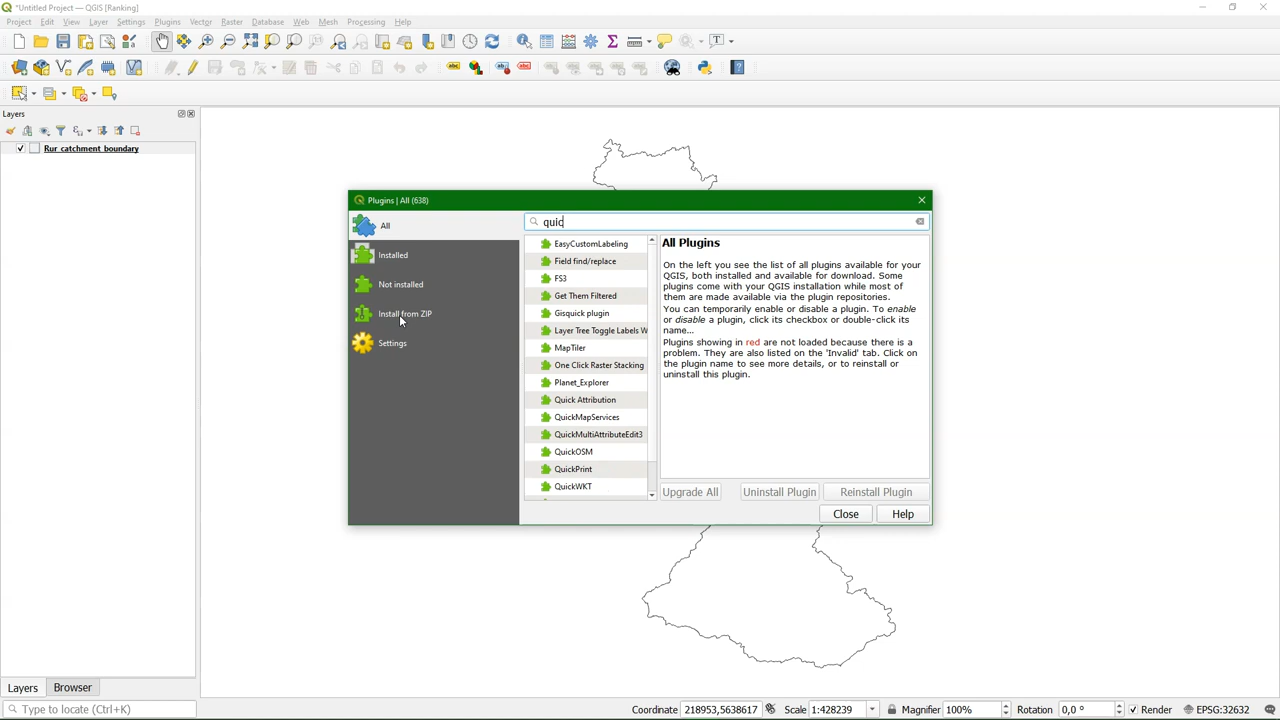 *Untitled Project — QGIS [Ranking]
Project Edit View Layer Settings Plugins Vector Raster Database Web Mesh Processing Help
Layers
Rur catchment boundary
Plugins | All (638)
All
Installed
Not installed
Install from ZIP
Settings
quic
EasyCustomLabeling
Field find/replace
FS3
Get Them Filtered
Gisquick plugin
Layer Tree Toggle Labels W
MapTiler
One Click Raster Stacking
Planet_Explorer
Quick Attribution
QuickMapServices
QuickMultiAttributeEdit3
QuickOSM
QuickPrint
QuickWKT
All Plugins
On the left you see the list of all plugins available for your
QGIS, both installed and available for download. Some
plugins come with your QGIS installation while most of
them are made available via the plugin repositories.
You can temporarily enable or disable a plugin. To enable
or disable a plugin, click its checkbox or double-click its
name...
Plugins showing in red are not loaded because there is a
problem. They are also listed on the 'Invalid' tab. Click on
the plugin name to see more details, or to reinstall or
uninstall this plugin.
Upgrade All Uninstall Plugin Reinstall Plugin
Close Help
Layers Browser
Type to locate (Ctrl+K) Coordinate 218953,5638617 Scale 1:428239 Magnifier 100% Rotation 0,0 ° Render EPSG:32632